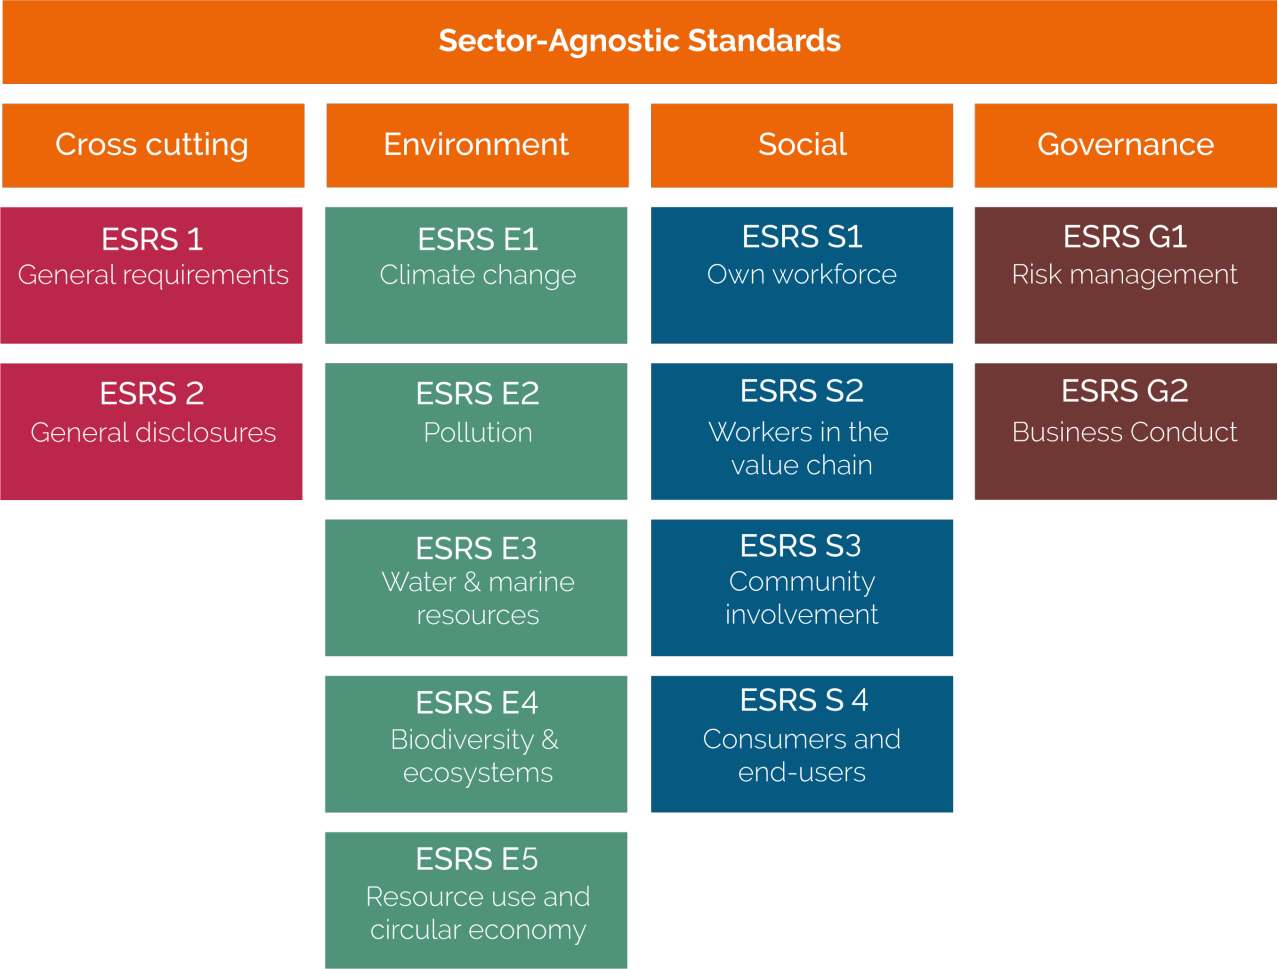 Sector-Agnostic Standards
Cross cutting
Environment
Social
Governance
ESRS 1
General requirements
ESRS E1
Climate change
ESRS S1
Own workforce
ESRS G1
Risk management
ESRS 2
General disclosures
ESRS E2
Pollution
ESRS S2
Workers in the
value chain
ESRS G2
Business Conduct
ESRS E3
Water & marine
resources
ESRS S3
Community
involvement
ESRS E4
Biodiversity &
ecosystems
ESRS S 4
Consumers and
end-users
ESRS E5
Resource use and
circular economy